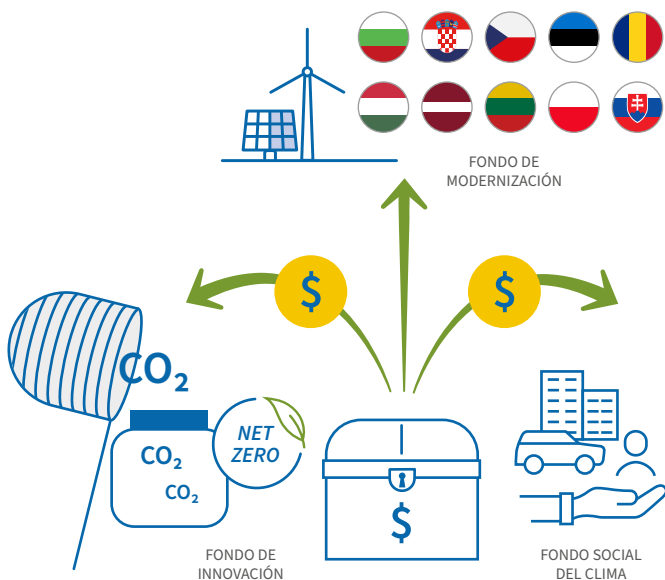 FONDO DE
MODERNIZACIÓN
$
$
CO₂
NET
ZERO
CO₂
CO₂
$
FONDO DE
INNOVACIÓN
FONDO SOCIAL
DEL CLIMA